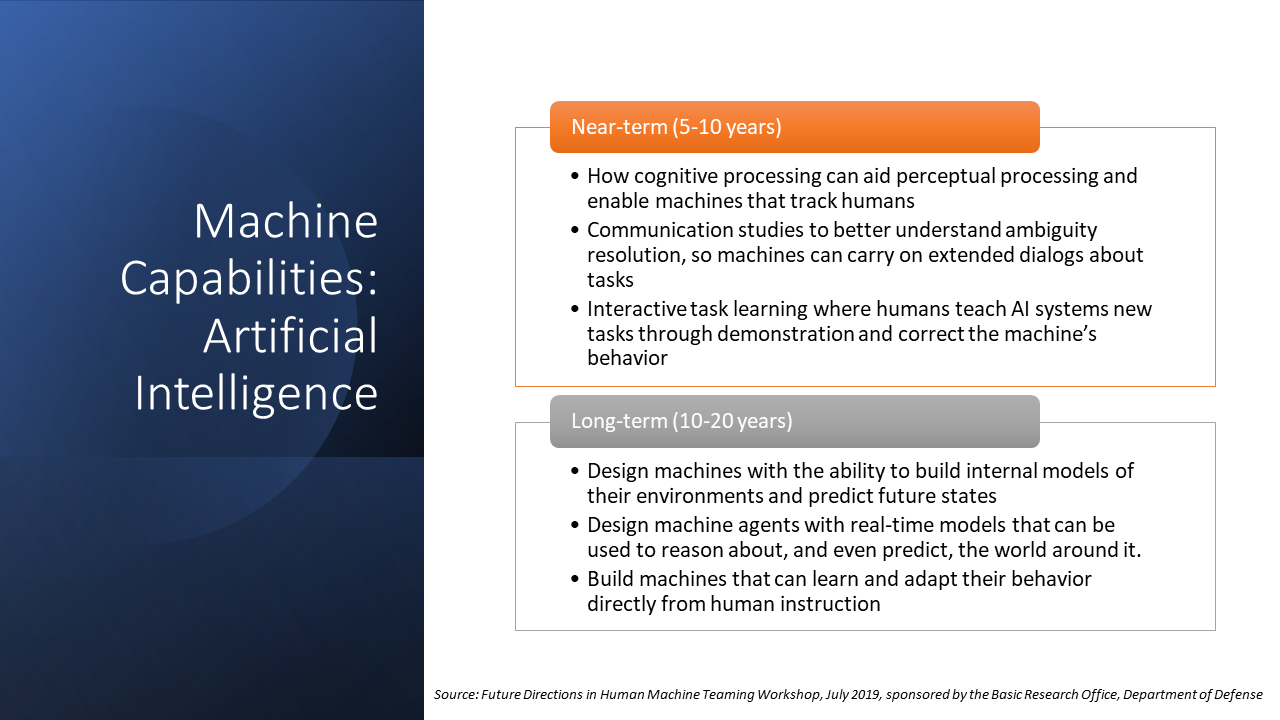 Machine
Capabilities:
Artificial
Intelligence
Near-term (5-10 years)
• How cognitive processing can aid perceptual processing and
enable machines that track humans
• Communication studies to better understand ambiguity
resolution, so machines can carry on extended dialogs about
tasks
• Interactive task learning where humans teach AI systems new
tasks through demonstration and correct the machine’s
behavior
Long-term (10-20 years)
• Design machines with the ability to build internal models of
their environments and predict future states
• Design machine agents with real-time models that can be
used to reason about, and even predict, the world around it.
• Build machines that can learn and adapt their behavior
directly from human instruction
Source: Future Directions in Human Machine Teaming Workshop, July 2019, sponsored by the Basic Research Office, Department of Defense